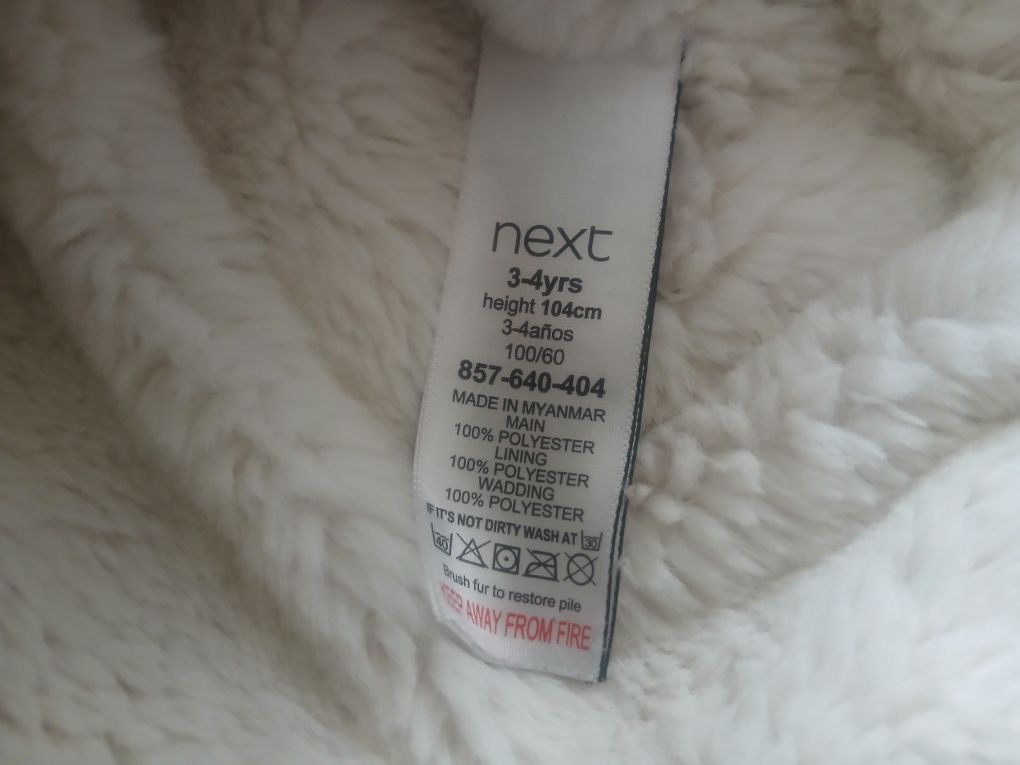 next
3-4yrs
height 104cm
3-4años
100/60
857-640-404
MADE IN MYANMAR
MAIN
100% POLYESTER
LINING
100% POLYESTER
WADDING
100% POLYESTER
IF IT'S NOT DIRTY WASH AT 30
40
Brush fur to restore pile
KEEP AWAY FROM FIRE